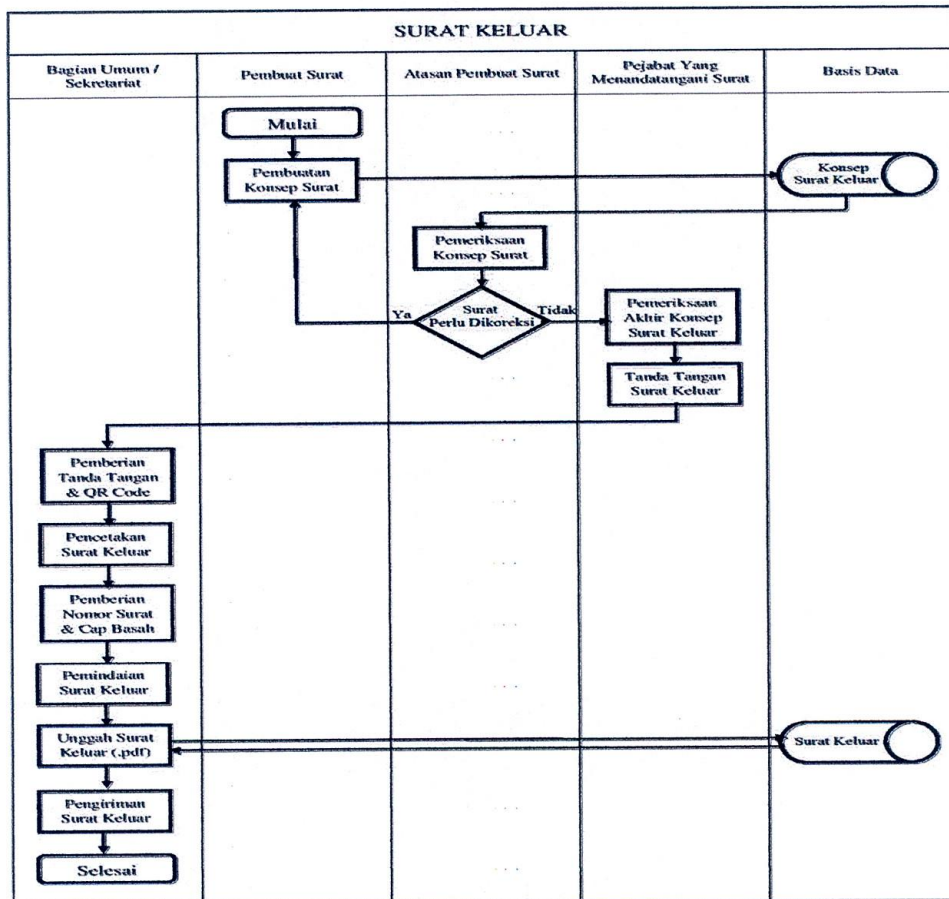 SURAT KELUAR
Bagian Umum /
Sekretariat
Pembuat Surat
Atasan Pembuat Surat
Pejabat Yang
Menandatangani Surat
Basis Data
Mulai
Pembuatan
Konsep Surat
Konsep
Surat Keluar
Pemeriksaan
Konsep Surat
Ya
Surat
Perlu Dikoreksi
Tidak
Pemeriksaan
Akhir Konsep
Surat Keluar
Tanda Tangan
Surat Keluar
Pemberian
Tanda Tangan
& QR Code
Pencetakan
Surat Keluar
Pemberian
Nomor Surat
& Cap Basah
Pemindaian
Surat Keluar
Unggah Surat
Keluar (.pdf)
Surat Keluar
Pengiriman
Surat Keluar
Selesai